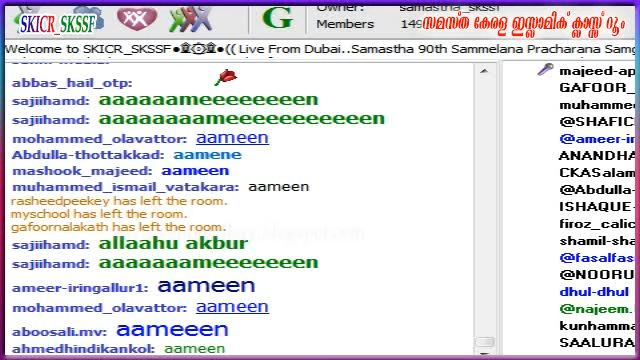 SKICR_SKSSF
Owner: samastha_skssf
Members 149
സമസ്ത കേരള ഇസ്ലാമിക് ക്ലാസ്സ് റൂം
Welcome to SKICR_SKSSF●۩۞۩●(( Live From Dubai..Samastha 90th Sammelana Pracharana Samg
abbas_hail_otp:
sajiihamd: aaaaaameeeeeeeen
sajiihamd: aaaaaaaameeeeeeeeeeeen
mohammed_olavattor: aameen
Abdulla-thottakkad: aamene
mashook_majeed: aameen
muhammed_ismail_vatakara: aameen
rasheedpeekey has left the room.
myschool has left the room.
gafoornalakath has left the room.
sajiihamd: allaahu akbur
sajiihamd: aaaaaaameeeeeeen
ameer-iringallur1: aameen
mohammed_olavattor: aameen
aboosali.mv: aameeen
ahmedhindikankol: aameen
majeed-ap
GAFOOR_
muhamme
@SHAFIC
@ameer-ir
ANANDHA
CKASalam
@Abdulla-
ISHAQUE-
firoz_calic
shamil-sha
@fasalfas
@NOORU
dhul-dhul
@najeem.
kunhamma
SAALURA